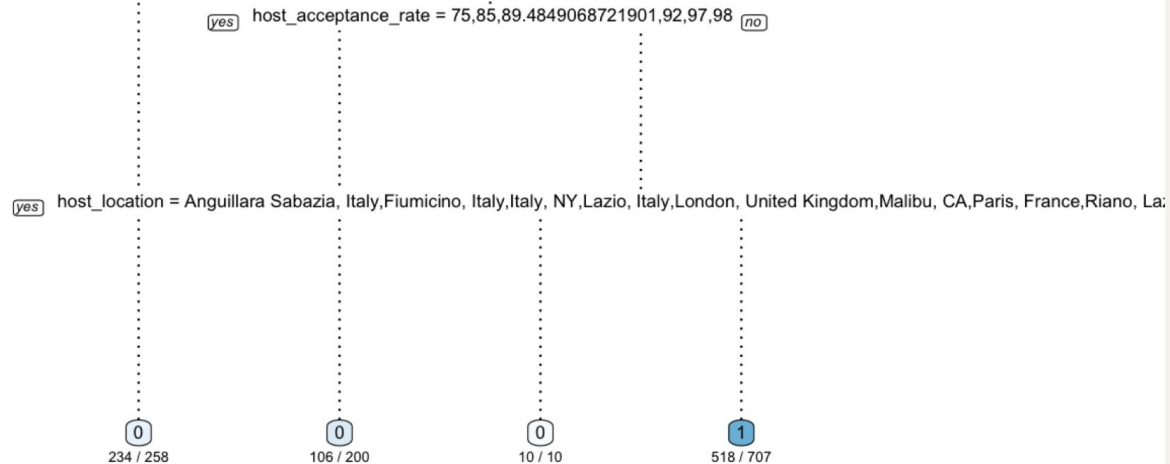 yes host_acceptance_rate = 75,85,89.4849068721901,92,97,98 no
yes host_location = Anguillara Sabazia, Italy,Fiumicino, Italy,Italy, NY,Lazio, Italy,London, United Kingdom,Malibu, CA,Paris, France,Riano, Laz
0 0 0 1
234 / 258 106 / 200 10 / 10 518 / 707